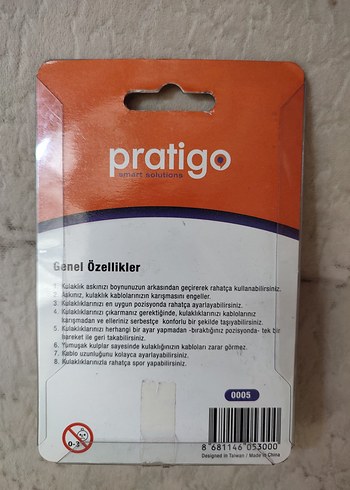 pratigo
smart solutions
Genel Özellikler
1. Kulaklık askınızı boynunuzun arkasından geçirerek rahatça kullanabilirsiniz.
2. Askınız, kulaklık kablolarınızın karışmasını engeller.
3. Kulaklıklarınızı en uygun pozisyonda rahatça ayarlayabilirsiniz.
4. Kulaklıklarınızı çıkarmanız gerektiğinde, kulaklıklarınızı kablolarınız
karışmadan ve elleriniz serbestçe konforlu bir şekilde taşıyabilirsiniz.
5. Kulaklıklarınızı herhangi bir ayar yapmadan -bıraktığınız pozisyonda- tek bir
hareket ile geri takabilirsiniz.
6. Yumuşak kulplar sayesinde kulaklığınızın kabloları zarar görmez.
7. Kablo uzunluğunu kolayca ayarlayabilirsiniz.
8. Kulaklıklarınızla rahatça spor yapabilirsiniz.
0005
0-3
8 681146 053000
Designed in Taiwan / Made in China